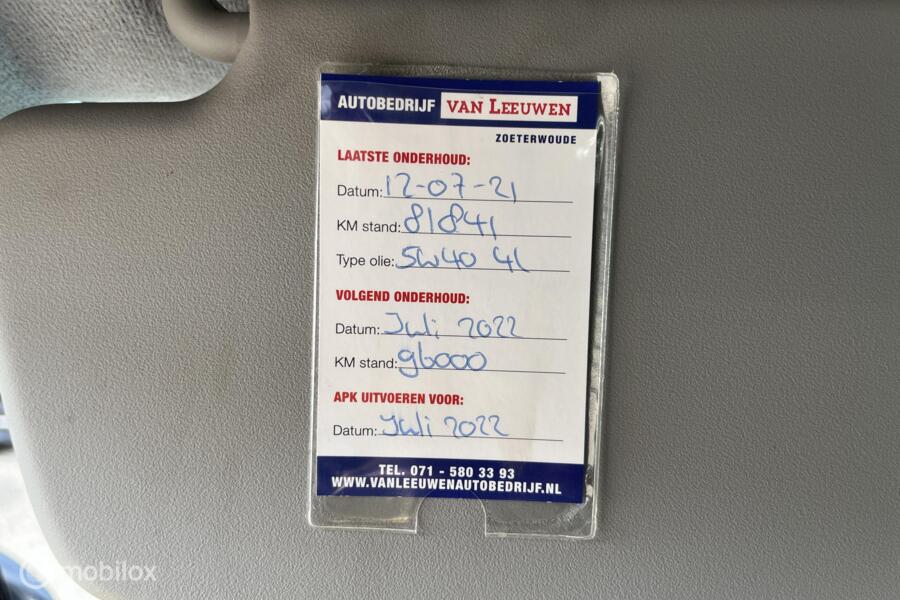 AUTOBEDRIJF VAN LEEUWEN
ZOETERWOUDE
LAATSTE ONDERHOUD:
Datum: 12-07-21
KM stand: 81841
Type olie: 5W40 4L
VOLGEND ONDERHOUD:
Datum: Juli 2022
KM stand: 96000
APK UITVOEREN VOOR:
Datum: Juli 2022
TEL. 071 - 580 33 93
WWW.VANLEEUWENAUTOBEDRIJF.NL
mobilox